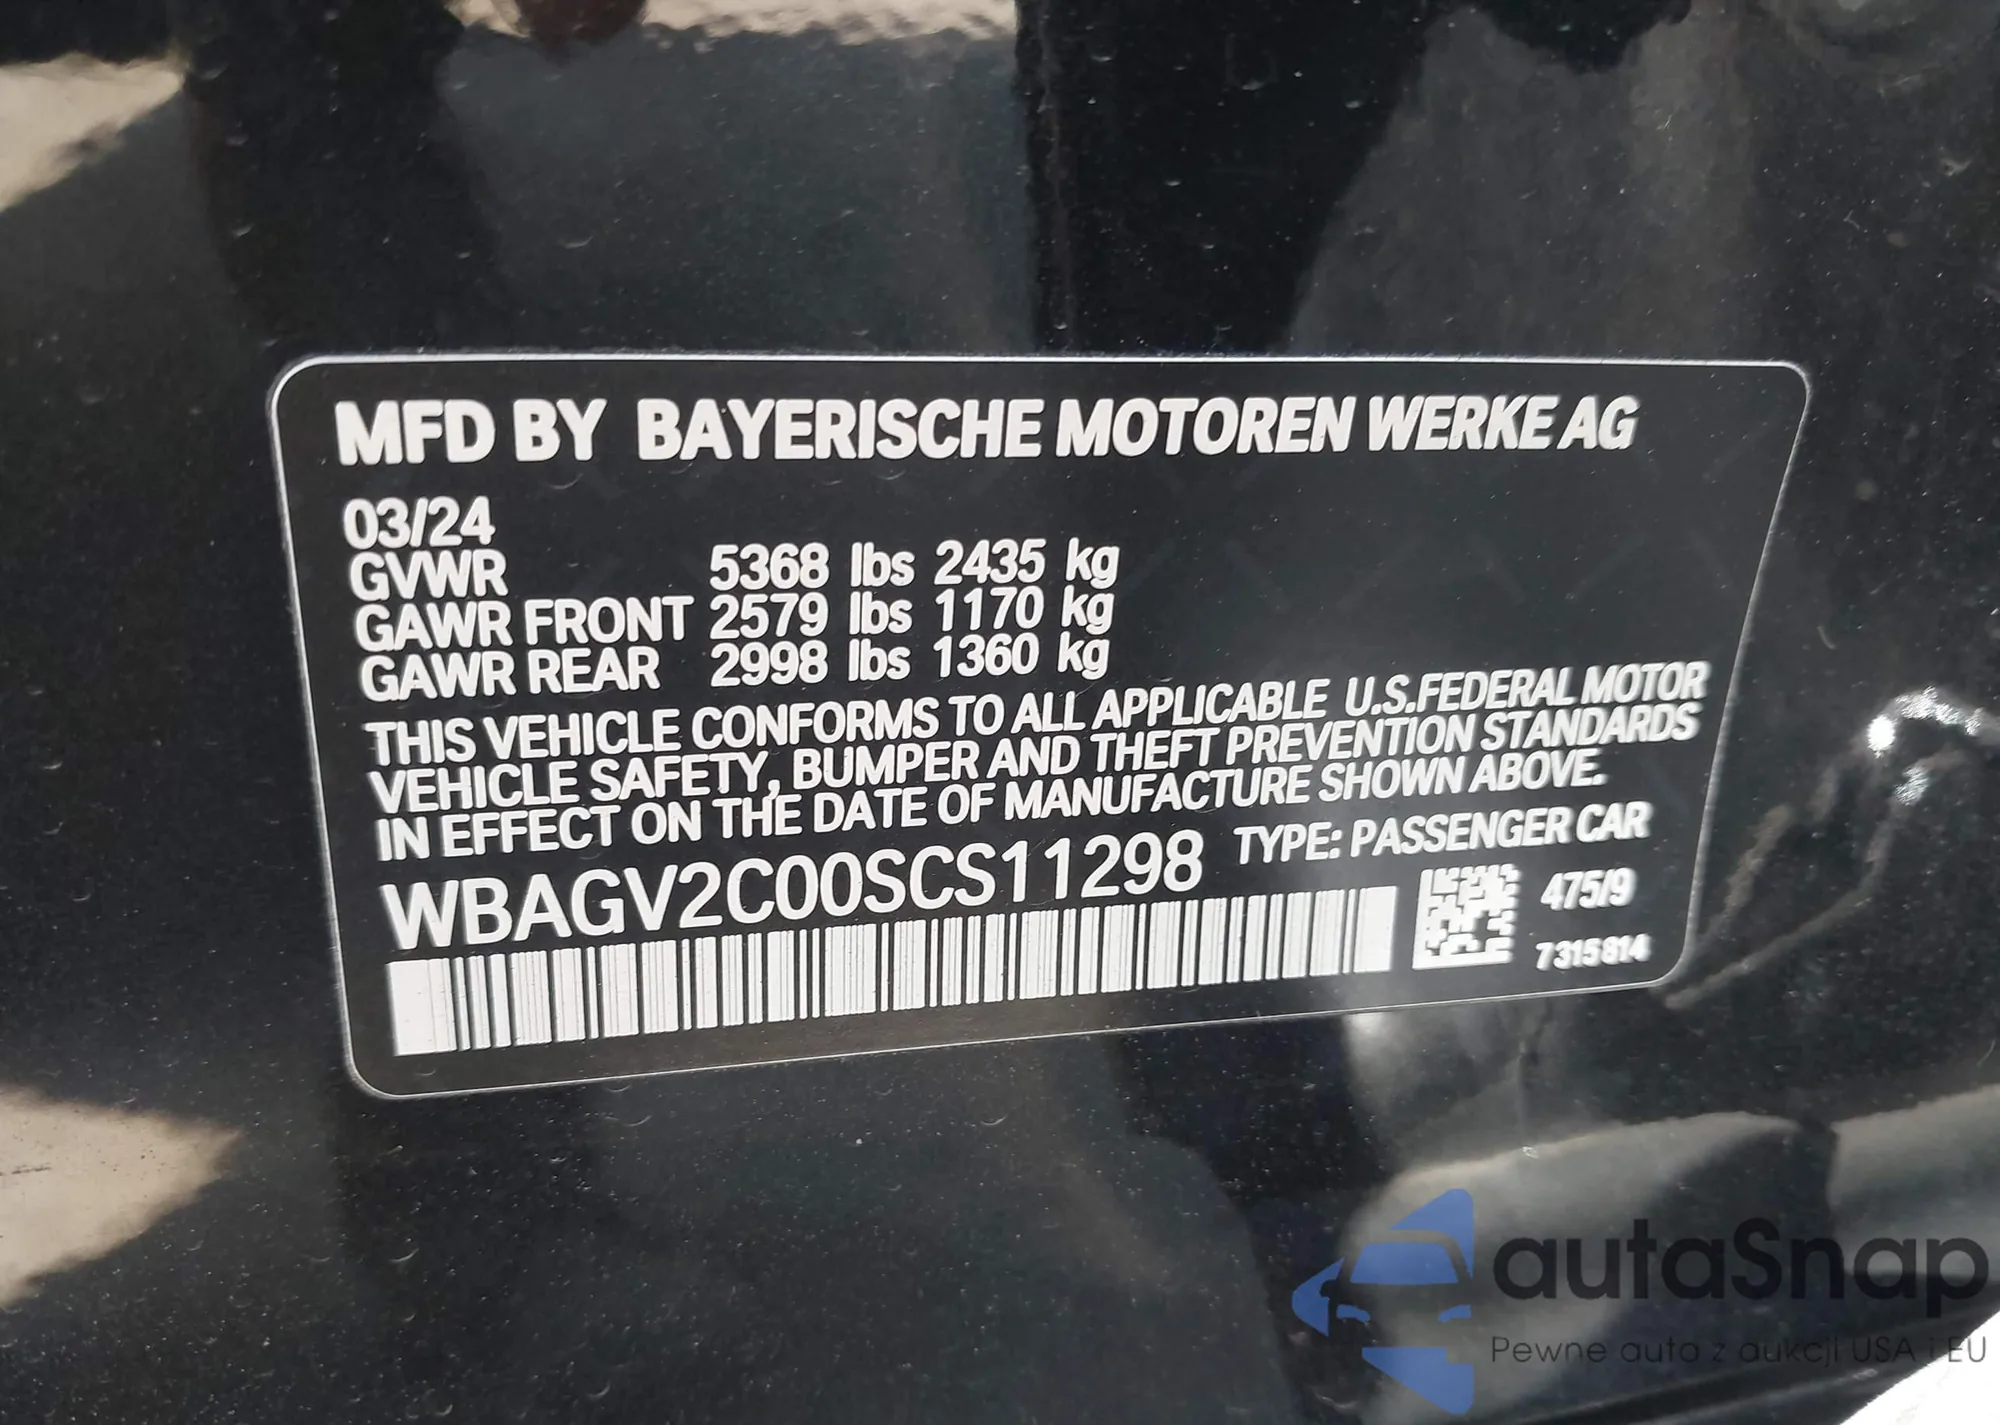 MFD BY BAYERISCHE MOTOREN WERKE AG
03/24
GVWR 5368 lbs 2435 kg
GAWR FRONT 2579 lbs 1170 kg
GAWR REAR 2998 lbs 1360 kg
THIS VEHICLE CONFORMS TO ALL APPLICABLE U.S.FEDERAL MOTOR
VEHICLE SAFETY, BUMPER AND THEFT PREVENTION STANDARDS
IN EFFECT ON THE DATE OF MANUFACTURE SHOWN ABOVE.
WBAGV2C00SCS11298 TYPE: PASSENGER CAR
475/9
7315814
autaSnap
Pewne auta z aukcji USA i EU